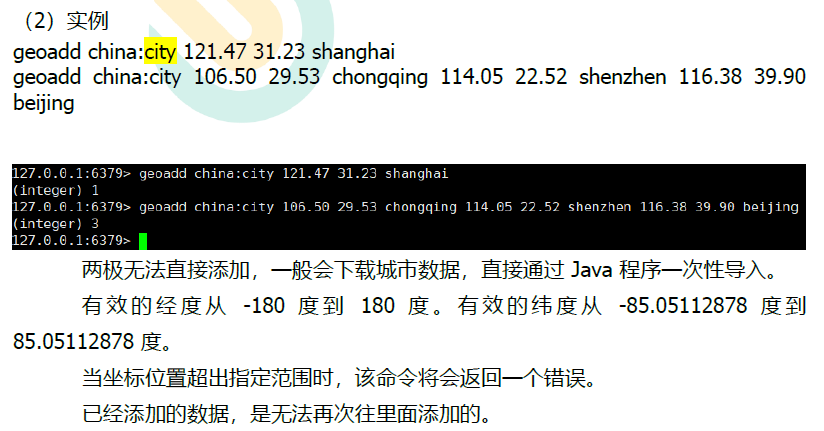 （2）实例
geoadd china:city 121.47 31.23 shanghai
geoadd china:city 106.50 29.53 chongqing 114.05 22.52 shenzhen 116.38 39.90
beijing
127.0.0.1:6379> geoadd china:city 121.47 31.23 shanghai
(integer) 1
127.0.0.1:6379> geoadd china:city 106.50 29.53 chongqing 114.05 22.52 shenzhen 116.38 39.90 beijing
(integer) 3
127.0.0.1:6379>
两极无法直接添加，一般会下载城市数据，直接通过 Java 程序一次性导入。
有效的经度从 -180 度到 180 度。有效的纬度从 -85.05112878 度到
85.05112878 度。
当坐标位置超出指定范围时，该命令将会返回一个错误。
已经添加的数据，是无法再次往里面添加的。